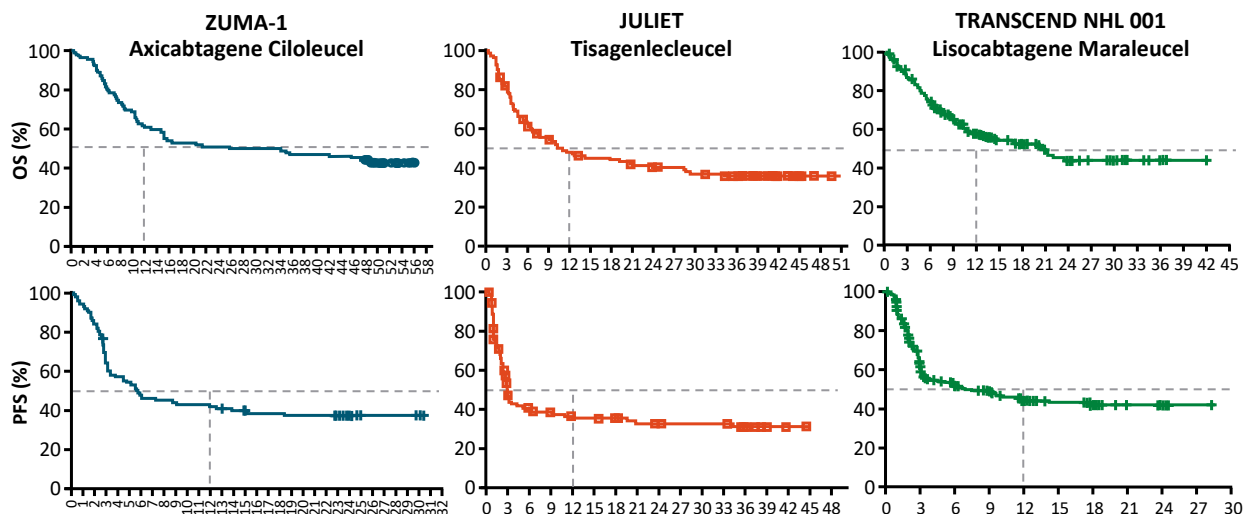 ZUMA-1
Axicabtagene Ciloleucel
JULIET
Tisagenlecleucel
TRANSCEND NHL 001
Lisocabtagene Maraleucel
OS (%)
100
80
60
40
20
0
0 2 4 6 8 10 12 14 16 18 20 22 24 26 28 30 32 34 36 38 40 42 44 46 48 50 52 54 56 58
100
80
60
40
20
0
0 3 6 9 12 15 18 21 24 27 30 33 36 39 42 45 48 51
100
80
60
40
20
0
0 3 6 9 12 15 18 21 24 27 30 33 36 39 42 45
PFS (%)
100
80
60
40
20
0
0 1 2 3 4 5 6 7 8 9 10 11 12 13 14 15 16 17 18 19 20 21 22 23 24 25 26 27 28 29 30 31 32
100
80
60
40
20
0
0 3 6 9 12 15 18 21 24 27 30 33 36 39 42 45 48
100
80
60
40
20
0
0 3 6 9 12 15 18 21 24 27 30